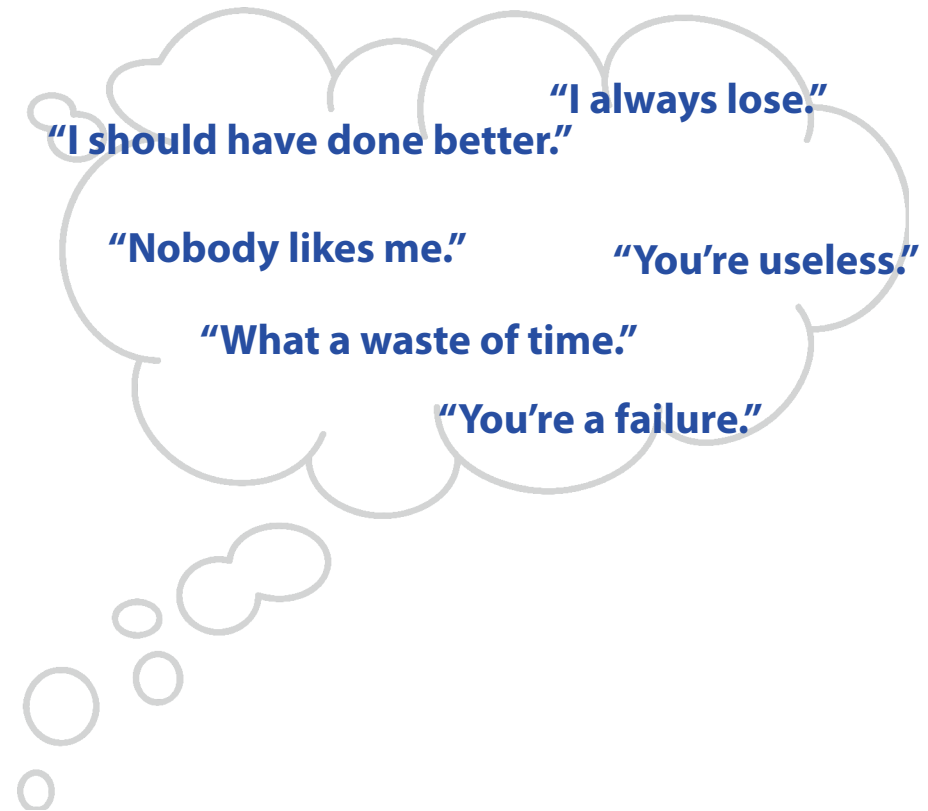 “I always lose.”
“I should have done better.”
“Nobody likes me.”
“You’re useless.”
“What a waste of time.”
“You’re a failure.”